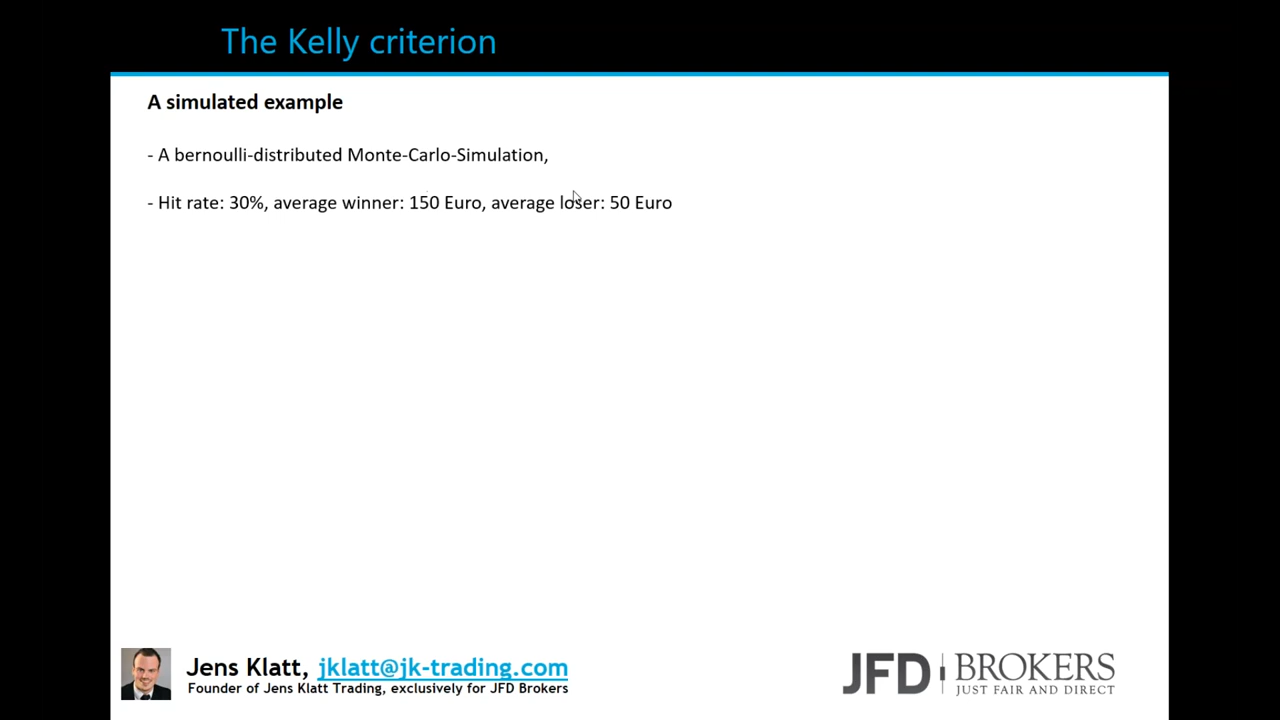 The Kelly criterion
A simulated example
- A bernoulli-distributed Monte-Carlo-Simulation,
- Hit rate: 30%, average winner: 150 Euro, average loser: 50 Euro
Jens Klatt, jklatt@jk-trading.com
Founder of Jens Klatt Trading, exclusively for JFD Brokers
JFD BROKERS
JUST FAIR AND DIRECT